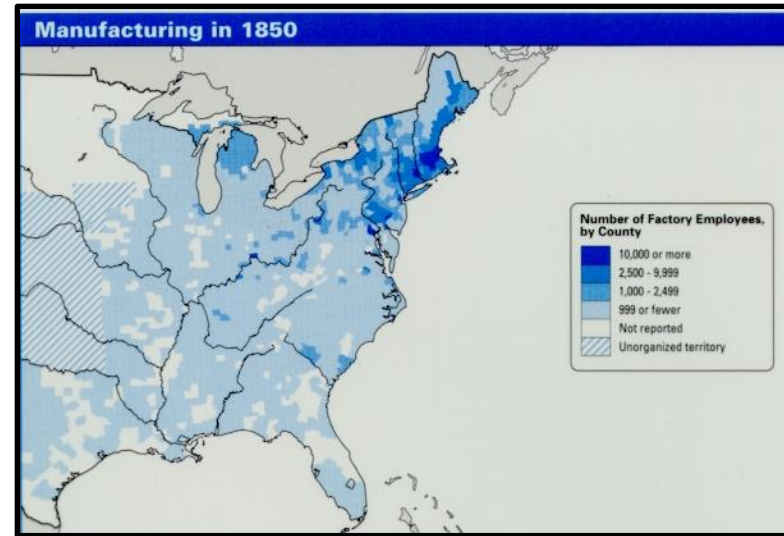 Manufacturing in 1850
Number of Factory Employees,
by County
10,000 or more
2,500 - 9,999
1,000 - 2,499
999 or fewer
Not reported
Unorganized territory